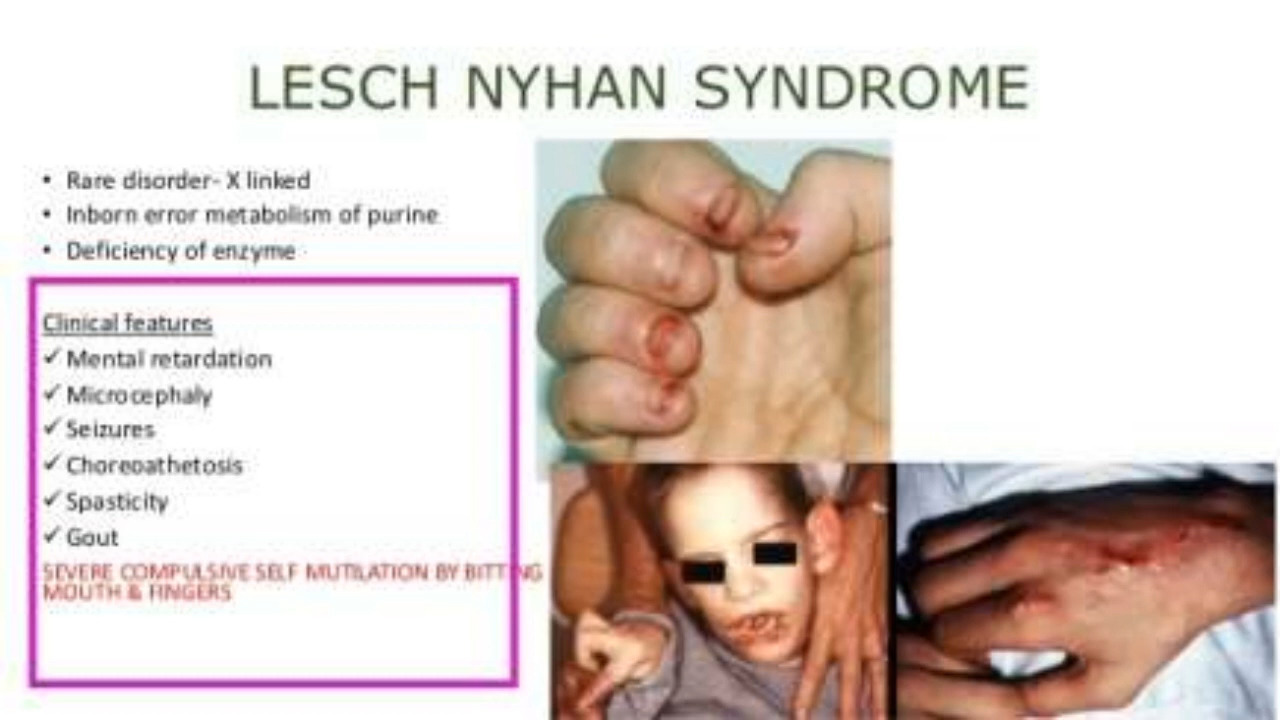 LESCH NYHAN SYNDROME
• Rare disorder- X linked
• Inborn error metabolism of purine
• Deficiency of enzyme
Clinical features
✓ Mental retardation
✓ Microcephaly
✓ Seizures
✓ Choreoathetosis
✓ Spasticity
✓ Gout
SEVERE COMPULSIVE SELF MUTILATION BY BITTING
MOUTH & FINGERS